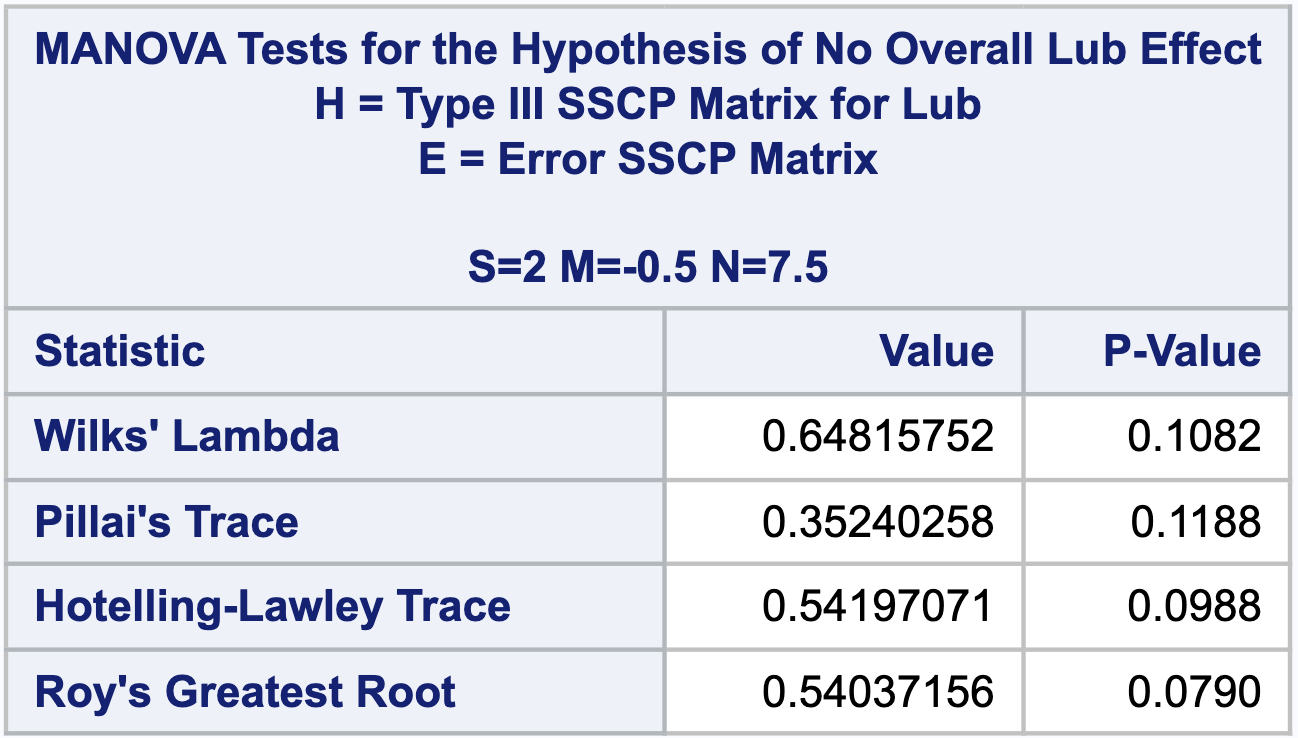 MANOVA Tests for the Hypothesis of No Overall Lub Effect
H = Type III SSCP Matrix for Lub
E = Error SSCP Matrix
S=2 M=-0.5 N=7.5
Statistic Value P-Value
Wilks' Lambda 0.64815752 0.1082
Pillai's Trace 0.35240258 0.1188
Hotelling-Lawley Trace 0.54197071 0.0988
Roy's Greatest Root 0.54037156 0.0790